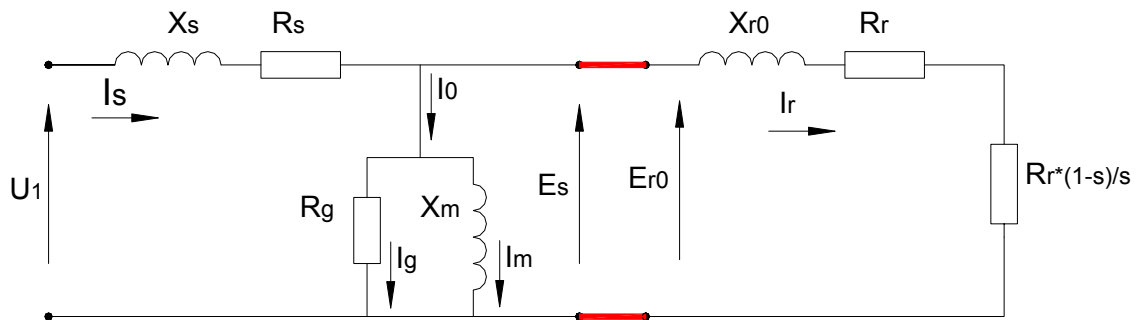 Xs Rs Xr0 Rr
Is I0 Ir
U1 Rg Xm Es Er0 Rr*(1-s)/s
Ig Im